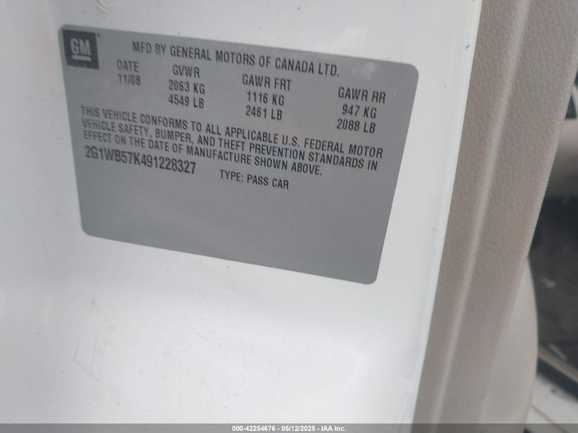 GM
MFD BY GENERAL MOTORS OF CANADA LTD.
DATE GVWR GAWR FRT GAWR RR
11/08 2063 KG 1116 KG 947 KG
4549 LB 2461 LB 2088 LB
THIS VEHICLE CONFORMS TO ALL APPLICABLE U.S. FEDERAL MOTOR
VEHICLE SAFETY, BUMPER, AND THEFT PREVENTION STANDARDS IN
EFFECT ON THE DATE OF MANUFACTURE SHOWN ABOVE.
2G1WB57K491228327 TYPE: PASS CAR
000-42254676 - 05/12/2025 - IAA Inc.